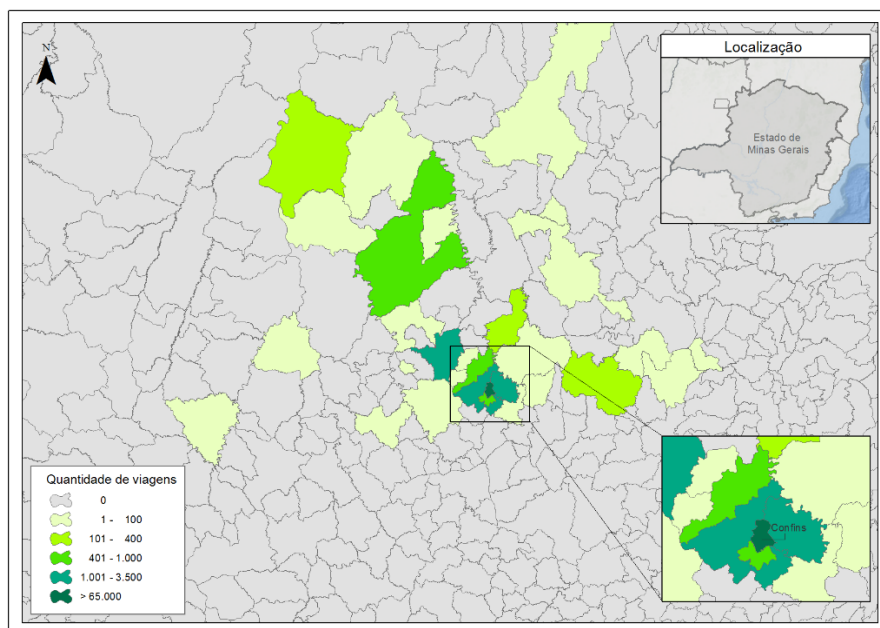 N
Localização
Estado de
Minas Gerais
Quantidade de viagens
0
1 - 100
101 - 400
401 - 1.000
1.001 - 3.500
> 65.000
Confins